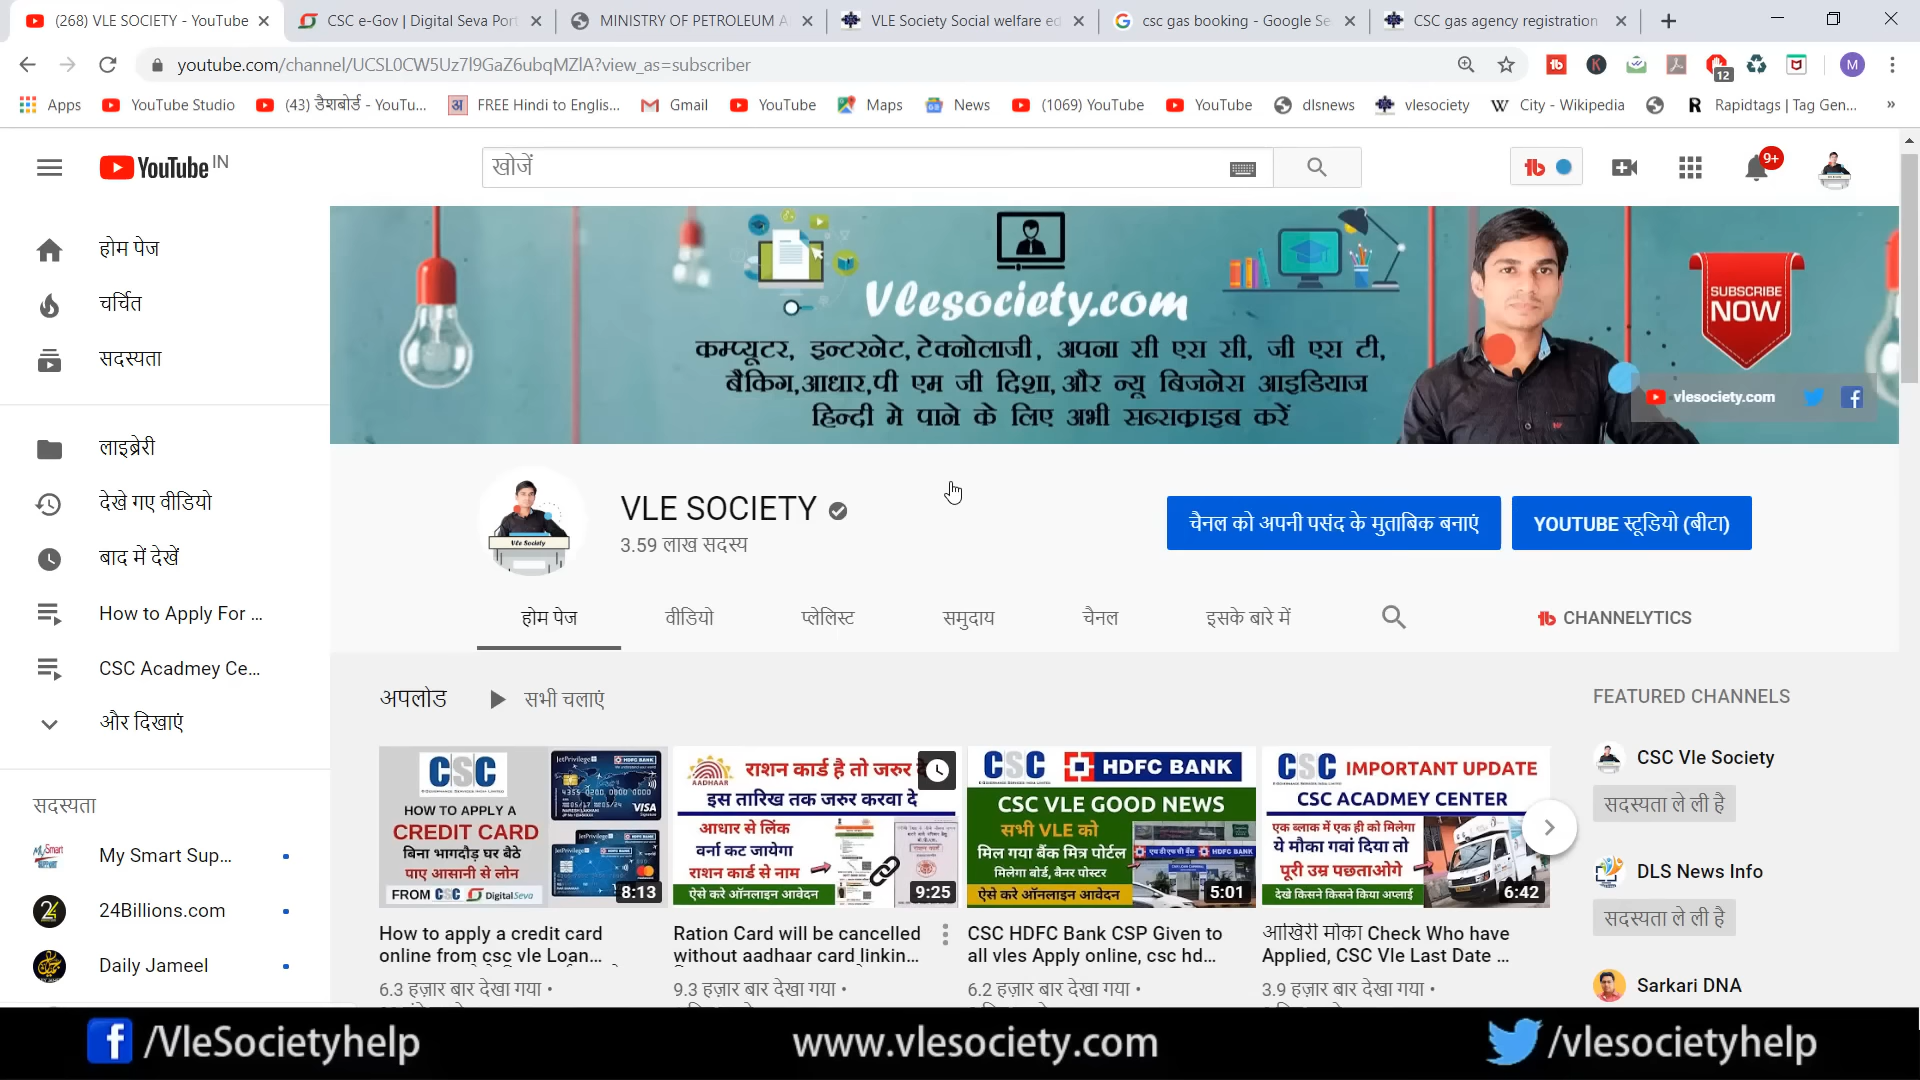 (268) VLE SOCIETY - YouTube
CSC e-Gov | Digital Seva Port
MINISTRY OF PETROLEUM A
VLE Society Social welfare ed
csc gas booking - Google Se
CSC gas agency registration
youtube.com/channel/UCSL0CW5Uz7l9GaZ6ubqMZlA?view_as=subscriber
12
M
Apps
YouTube Studio
(43) डैशबोर्ड - YouTu...
अ
FREE Hindi to Englis...
Gmail
YouTube
Maps
News
(1069) YouTube
YouTube
dlsnews
vlesociety
W City - Wikipedia
R Rapidtags | Tag Gen...
»
YouTube IN
खोजें
9+
होम पेज
चर्चित
सदस्यता
लाइब्रेरी
देखे गए वीडियो
बाद में देखें
How to Apply For ...
CSC Acadmey Ce...
और दिखाएं
सदस्यता
My Smart Sup...
24Billions.com
Daily Jameel
Vlesociety.com
कम्प्यूटर, इन्टरनेट, टेक्नोलाजी, अपना सी एस सी, जी एस टी,
बैकिंग,आधार,पी एम जी दिशा,और न्यू बिजनेस आइडियाज
हिन्दी मे पाने के लिए अभी सब्सक्राइब करें
SUBSCRIBE
NOW
vlesociety.com
Vle Society
VLE SOCIETY
3.59 लाख सदस्य
चैनल को अपनी पसंद के मुताबिक बनाएं
YOUTUBE स्टूडियो (बीटा)
होम पेज
वीडियो
प्लेलिस्ट
समुदाय
चैनल
इसके बारे में
CHANNELYTICS
अपलोड
सभी चलाएं
CSC
HOW TO APPLY A
CREDIT CARD
बिना भागदौड़ घर बैठे
पाए आसानी से लोन
FROM CSC DigitalSeva
JetPrivilege
HDFC BANK
VISA
8:13
AADHAAR
राशन कार्ड है तो जरुर
इस तारिख तक जरुर करवा दे
आधार से लिंक
वर्ना कट जायेगा
राशन कार्ड से नाम
ऐसे करे ऑनलाइन आवेदन
9:25
CSC HDFC BANK
CSC VLE GOOD NEWS
सभी VLE को
मिल गया बैंक मित्र पोर्टल
मिलेगा बोर्ड, बैनर पोस्टर
ऐसे करे ऑनलाइन आवेदन
5:01
CSC IMPORTANT UPDATE
CSC ACADMEY CENTER
एक ब्लाक में एक ही को मिलेगा
ये मौका गवां दिया तो
पूरी उम्र पछताओगे
देखे किसने किसने किया अप्लाई
6:42
How to apply a credit card
online from csc vle Loan...
6.3 हज़ार बार देखा गया •
Ration Card will be cancelled
without aadhaar card linkin...
9.3 हज़ार बार देखा गया •
CSC HDFC Bank CSP Given to
all vles Apply online, csc hd...
6.2 हज़ार बार देखा गया •
आखिरी मौका Check Who have
Applied, CSC Vle Last Date ...
3.9 हज़ार बार देखा गया •
FEATURED CHANNELS
CSC Vle Society
सदस्यता ले ली है
DLS News Info
सदस्यता ले ली है
Sarkari DNA
/VleSocietyhelp
www.vlesociety.com
/vlesocietyhelp